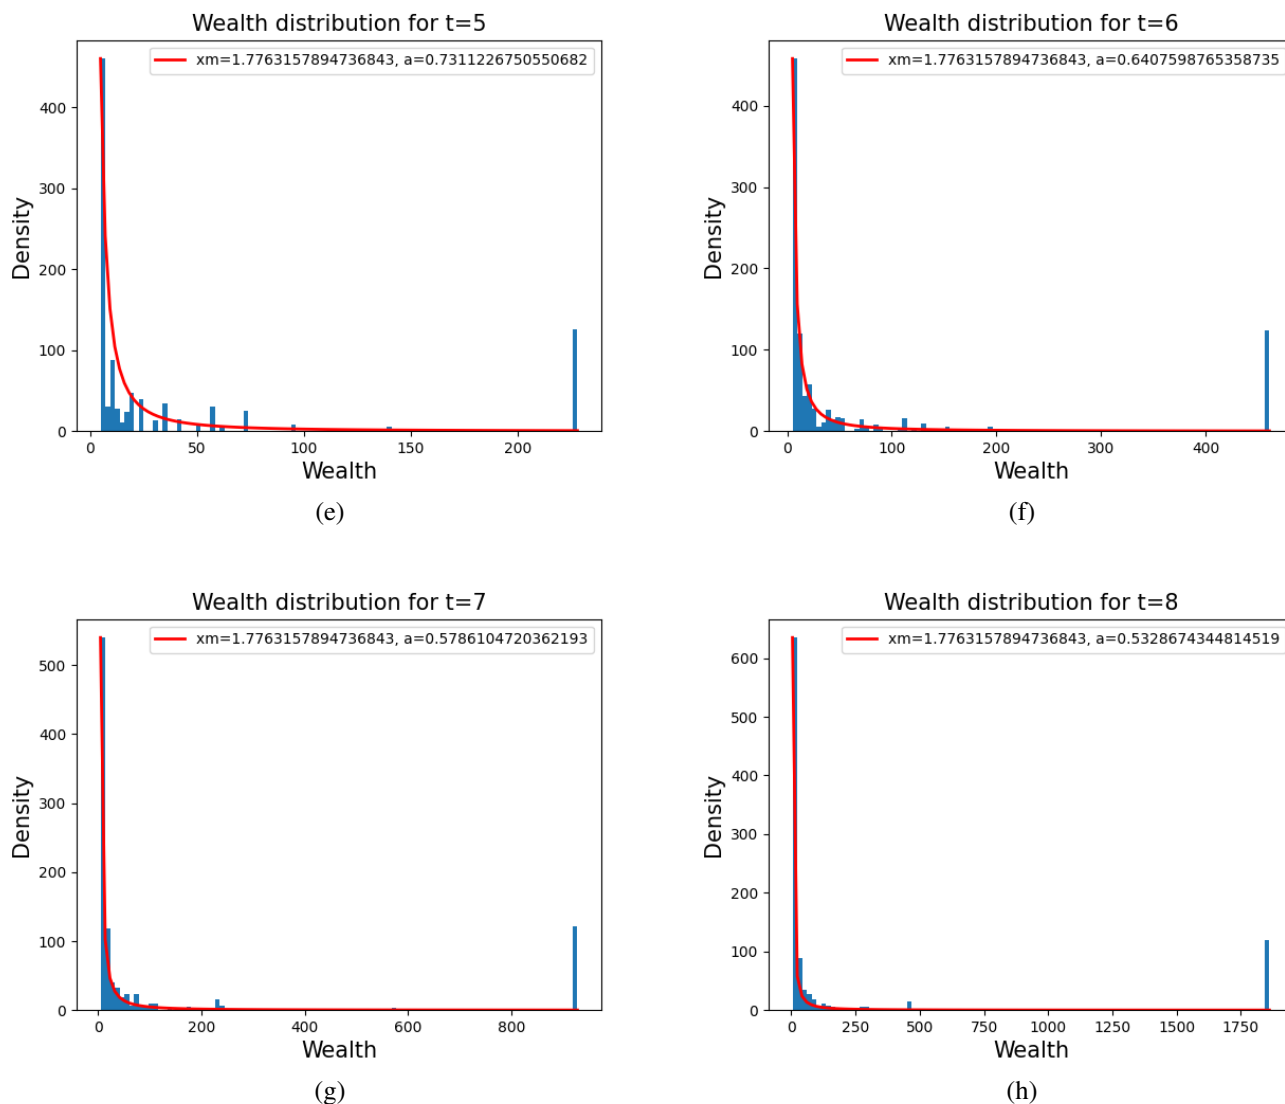 Wealth distribution for t=5
xm=1.7763157894736843, a=0.7311226750550682
400
300
200
100
0
Density
0 50 100 150 200
Wealth
(e)
Wealth distribution for t=6
xm=1.7763157894736843, a=0.6407598765358735
400
300
200
100
0
Density
0 100 200 300 400
Wealth
(f)
Wealth distribution for t=7
xm=1.7763157894736843, a=0.5786104720362193
500
400
300
200
100
0
Density
0 200 400 600 800
Wealth
(g)
Wealth distribution for t=8
xm=1.7763157894736843, a=0.5328674344814519
600
500
400
300
200
100
0
Density
0 250 500 750 1000 1250 1500 1750
Wealth
(h)